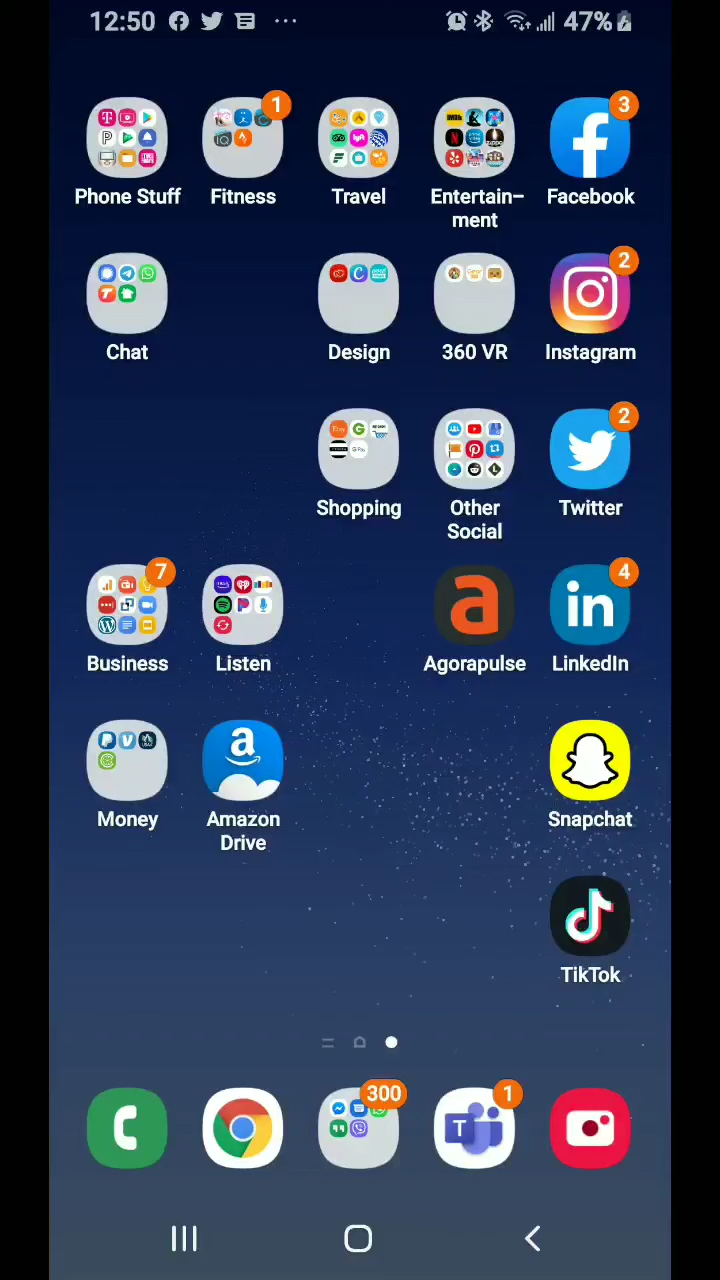 12:50 47%
1 3
Phone Stuff Fitness Travel Entertain-
ment Facebook
2
Chat Design 360 VR Instagram
2
Shopping Other
Social Twitter
7 4
a in
Business Listen Agorapulse LinkedIn
a
Money Amazon
Drive Snapchat
TikTok
300 1
T